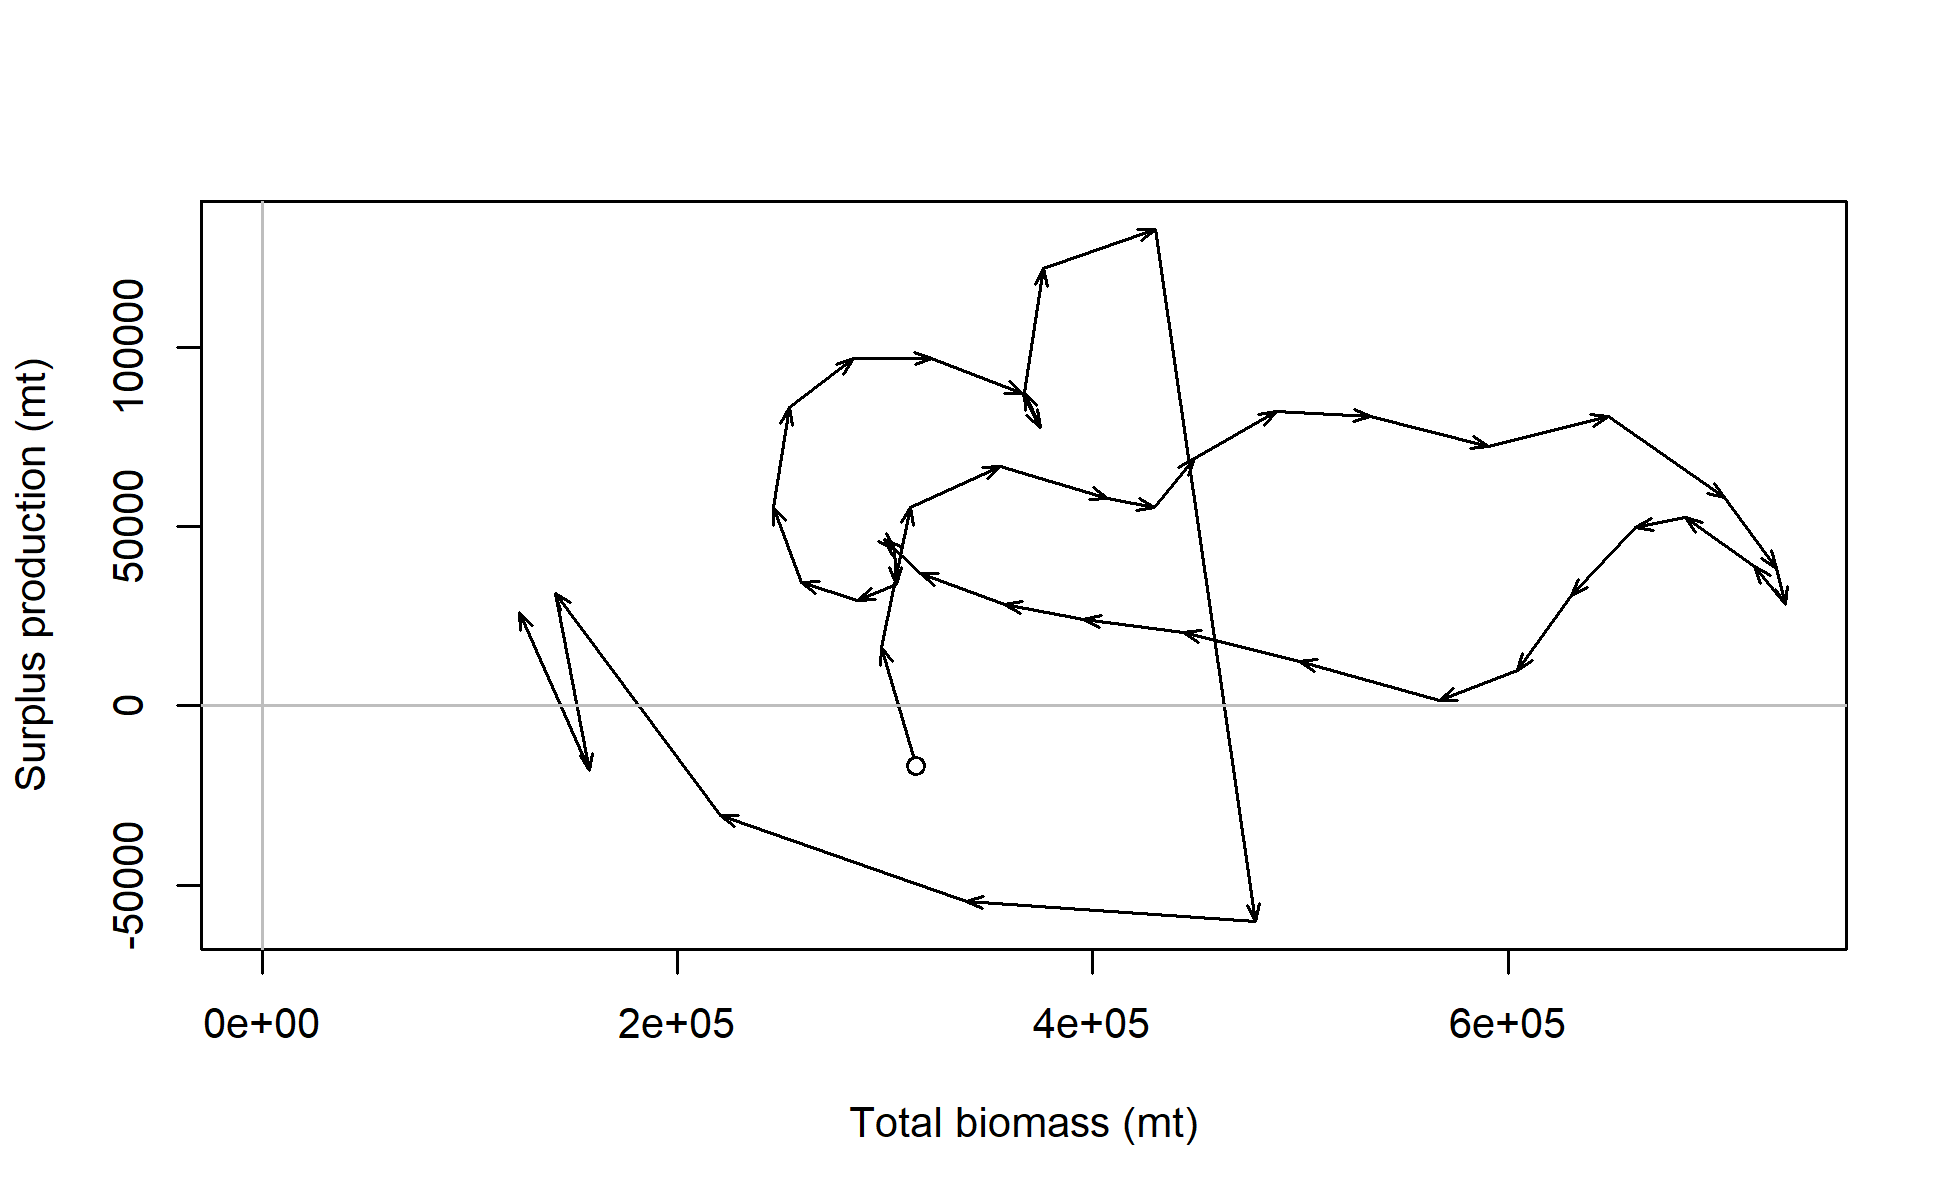 Surplus production (mt)
100000
50000
0
-50000
0e+00 2e+05 4e+05 6e+05
Total biomass (mt)